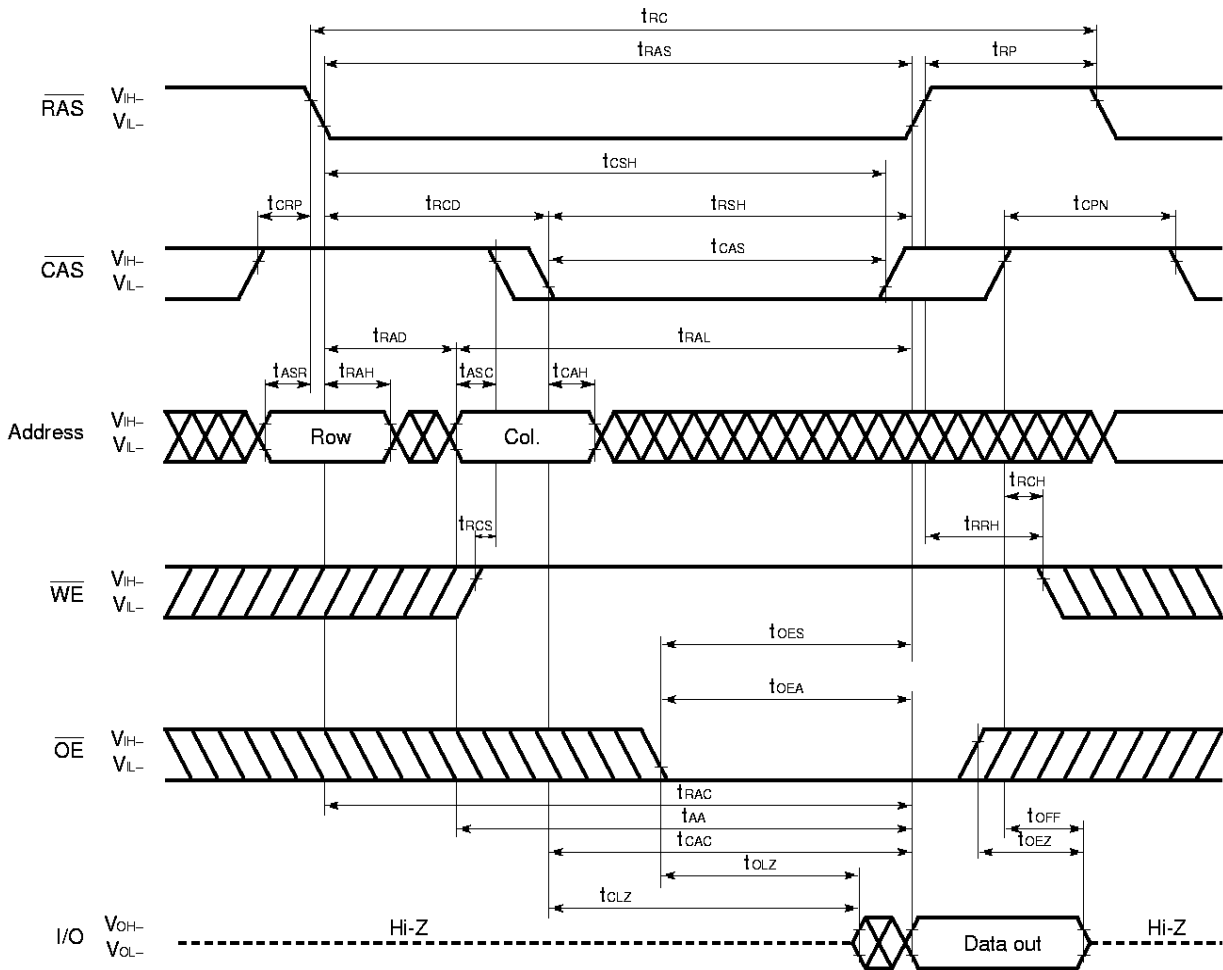 tRC
tRAS tRP
RAS VIH–
VIL–
tCSH
tCRP tRCD tRSH tCPN
CAS VIH–
VIL–
tCAS
tRAD tRAL
tASR tRAH tASC tCAH
Address VIH–
VIL–
Row Col.
tRCH
tRCS tRRH
WE VIH–
VIL–
tOES
tOEA
OE VIH–
VIL–
tRAC
tAA tOFF
tCAC tOEZ
tOLZ
tCLZ
I/O VOH–
VOL–
Hi-Z Data out Hi-Z